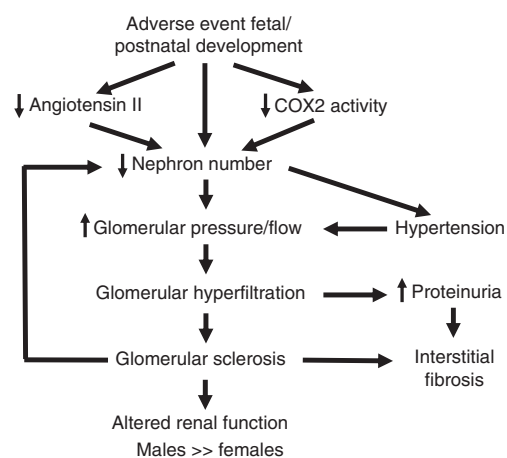 Adverse event fetal/
postnatal development
Angiotensin II
COX2 activity
Nephron number
Glomerular pressure/flow
Hypertension
Glomerular hyperfiltration
Proteinuria
Glomerular sclerosis
Interstitial
fibrosis
Altered renal function
Males >> females